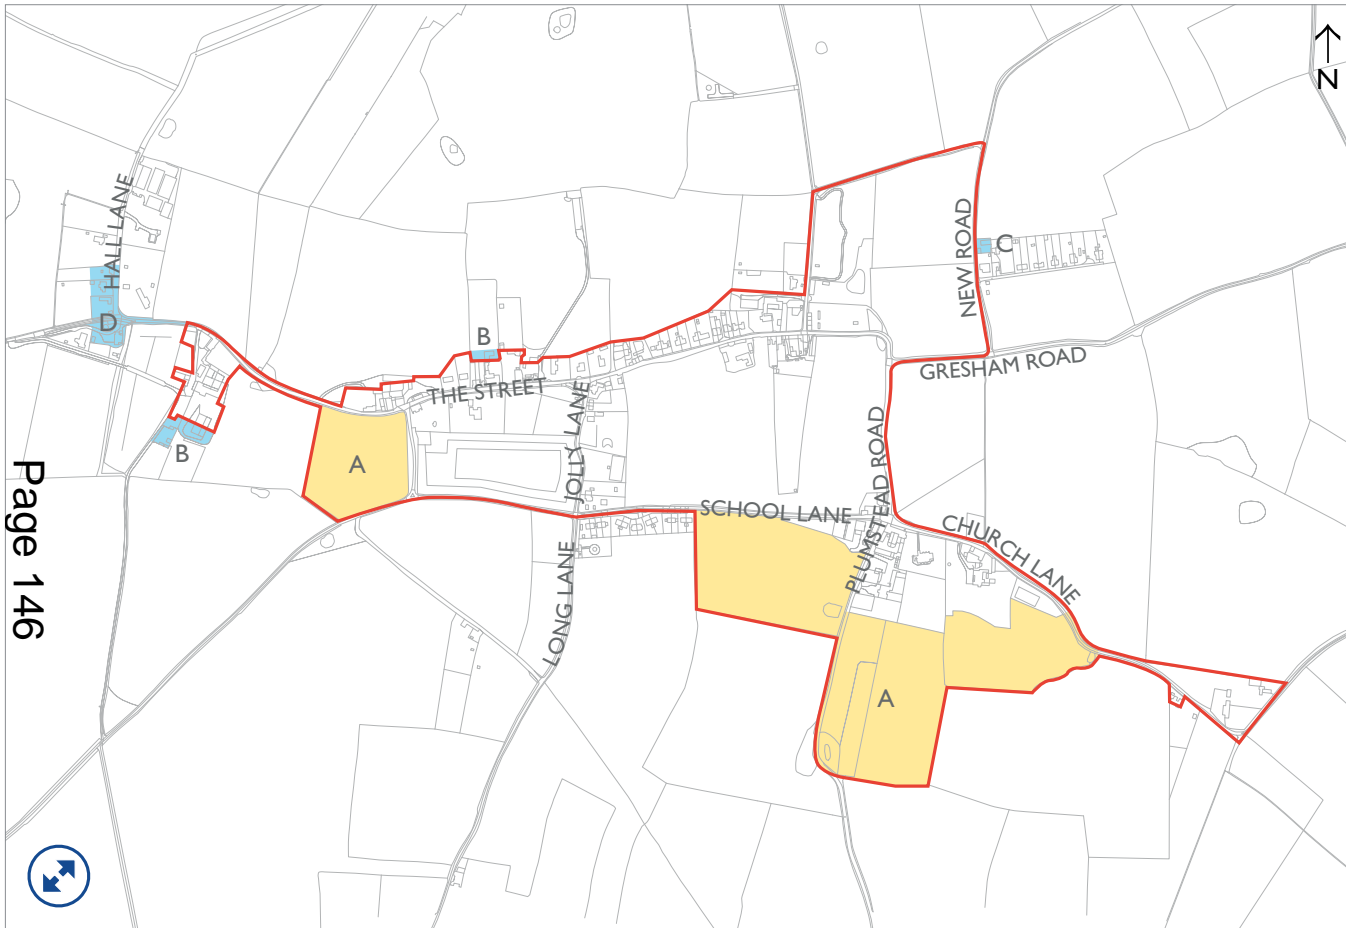 N
HALL LANE
NEW ROAD
C
D
B
GRESHAM ROAD
THE STREET
JOLLY LANE
B
A
PLUMSTEAD ROAD
SCHOOL LANE
CHURCH LANE
LONG LANE
A
Page 146